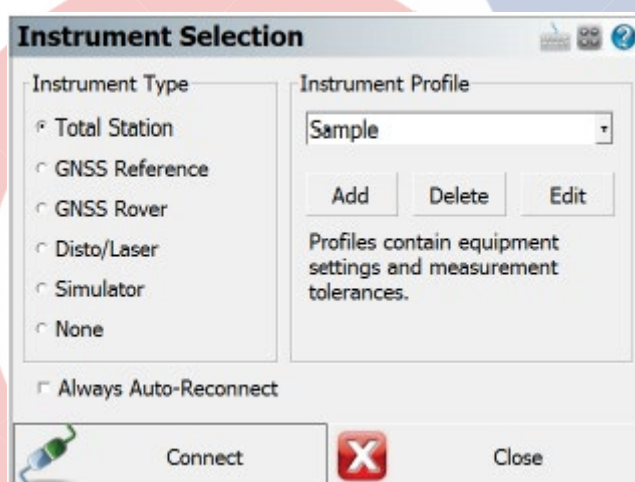 Instrument Selection
Instrument Type
Total Station
GNSS Reference
GNSS Rover
Disto/Laser
Simulator
None
Instrument Profile
Sample
Add Delete Edit
Profiles contain equipment
settings and measurement
tolerances.
Always Auto-Reconnect
Connect Close